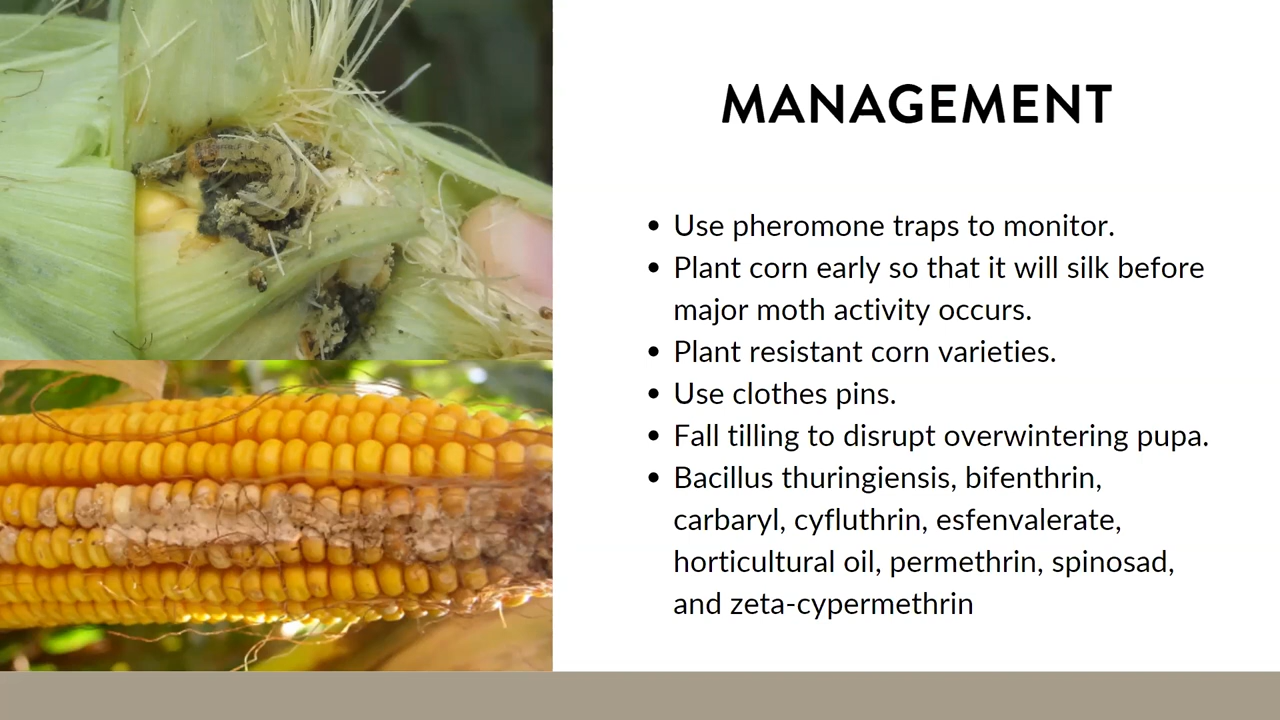 MANAGEMENT
• Use pheromone traps to monitor.
• Plant corn early so that it will silk before
major moth activity occurs.
• Plant resistant corn varieties.
• Use clothes pins.
• Fall tilling to disrupt overwintering pupa.
• Bacillus thuringiensis, bifenthrin,
carbaryl, cyfluthrin, esfenvalerate,
horticultural oil, permethrin, spinosad,
and zeta-cypermethrin